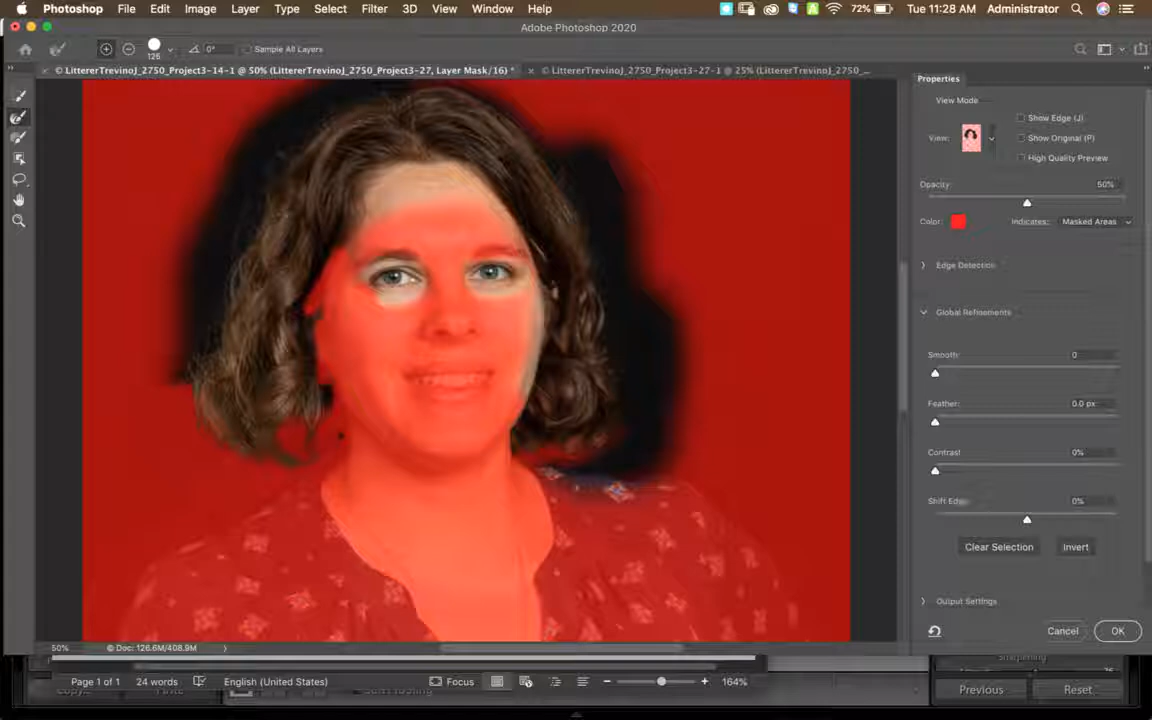 Photoshop File Edit Image Layer Type Select Filter 3D View Window Help 72% Tue 11:28 AM Administrator
Adobe Photoshop 2020
126 0° Sample All Layers
© LittererTrevinoJ_2750_Project3-14-1 @ 50% (LittererTrevinoJ_2750_Project3-27, Layer Mask/16) *
© LittererTrevinoJ_2750_Project3-27-1 @ 25% (LittererTrevinoJ_2750_...
Properties
View Mode
View:
Show Edge (J)
Show Original (P)
High Quality Preview
Opacity: 50%
Color: Indicates: Masked Areas
Edge Detection
Global Refinements
Smooth: 0
Feather: 0.0 px
Contrast: 0%
Shift Edge: 0%
Clear Selection Invert
Output Settings
Cancel OK
50% Doc: 126.6M/408.9M
Page 1 of 1 24 words English (United States) Focus 164%
Sharpening
Previous Reset